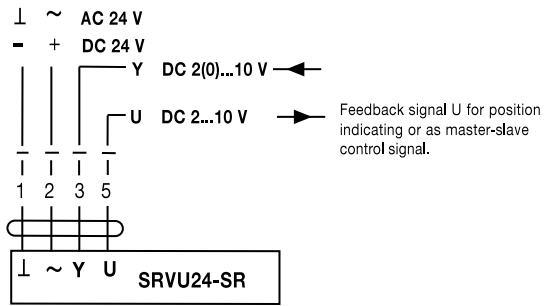 ⊥ ~ AC 24 V
- + DC 24 V
Y DC 2(0)...10 V
U DC 2...10 V
Feedback signal U for position
indicating or as master-slave
control signal.
1 2 3 5
⊥ ~ Y U
SRVU24-SR